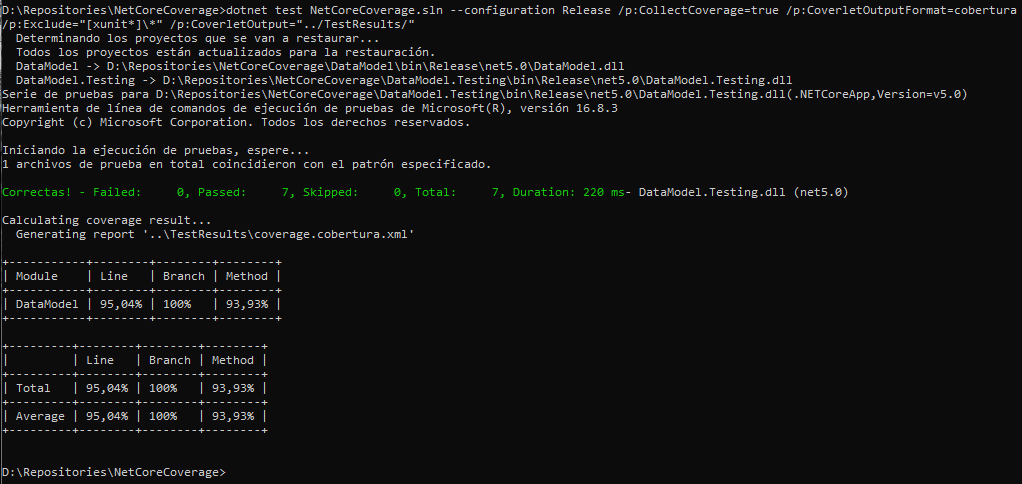 D:\Repositories\NetCoreCoverage>dotnet test NetCoreCoverage.sln --configuration Release /p:CollectCoverage=true /p:CoverletOutputFormat=cobertura
/p:Exclude="[xunit*]\*" /p:CoverletOutput="../TestResults/"
  Determinando los proyectos que se van a restaurar...
  Todos los proyectos están actualizados para la restauración.
  DataModel -> D:\Repositories\NetCoreCoverage\DataModel\bin\Release\net5.0\DataModel.dll
  DataModel.Testing -> D:\Repositories\NetCoreCoverage\DataModel.Testing\bin\Release\net5.0\DataModel.Testing.dll
Serie de pruebas para D:\Repositories\NetCoreCoverage\DataModel.Testing\bin\Release\net5.0\DataModel.Testing.dll(.NETCoreApp,Version=v5.0)
Herramienta de línea de comandos de ejecución de pruebas de Microsoft(R), versión 16.8.3
Copyright (c) Microsoft Corporation. Todos los derechos reservados.

Iniciando la ejecución de pruebas, espere...
1 archivos de prueba en total coincidieron con el patrón especificado.

Correctas! - Failed:     0, Passed:     7, Skipped:     0, Total:     7, Duration: 220 ms- DataModel.Testing.dll (net5.0)

Calculating coverage result...
  Generating report '..\TestResults\coverage.cobertura.xml'

+-----------+--------+--------+--------+
| Module    | Line   | Branch | Method |
+-----------+--------+--------+--------+
| DataModel | 95,04% | 100%   | 93,93% |
+-----------+--------+--------+--------+

+---------+--------+--------+--------+
|         | Line   | Branch | Method |
+---------+--------+--------+--------+
| Total   | 95,04% | 100%   | 93,93% |
+---------+--------+--------+--------+
| Average | 95,04% | 100%   | 93,93% |
+---------+--------+--------+--------+

D:\Repositories\NetCoreCoverage>